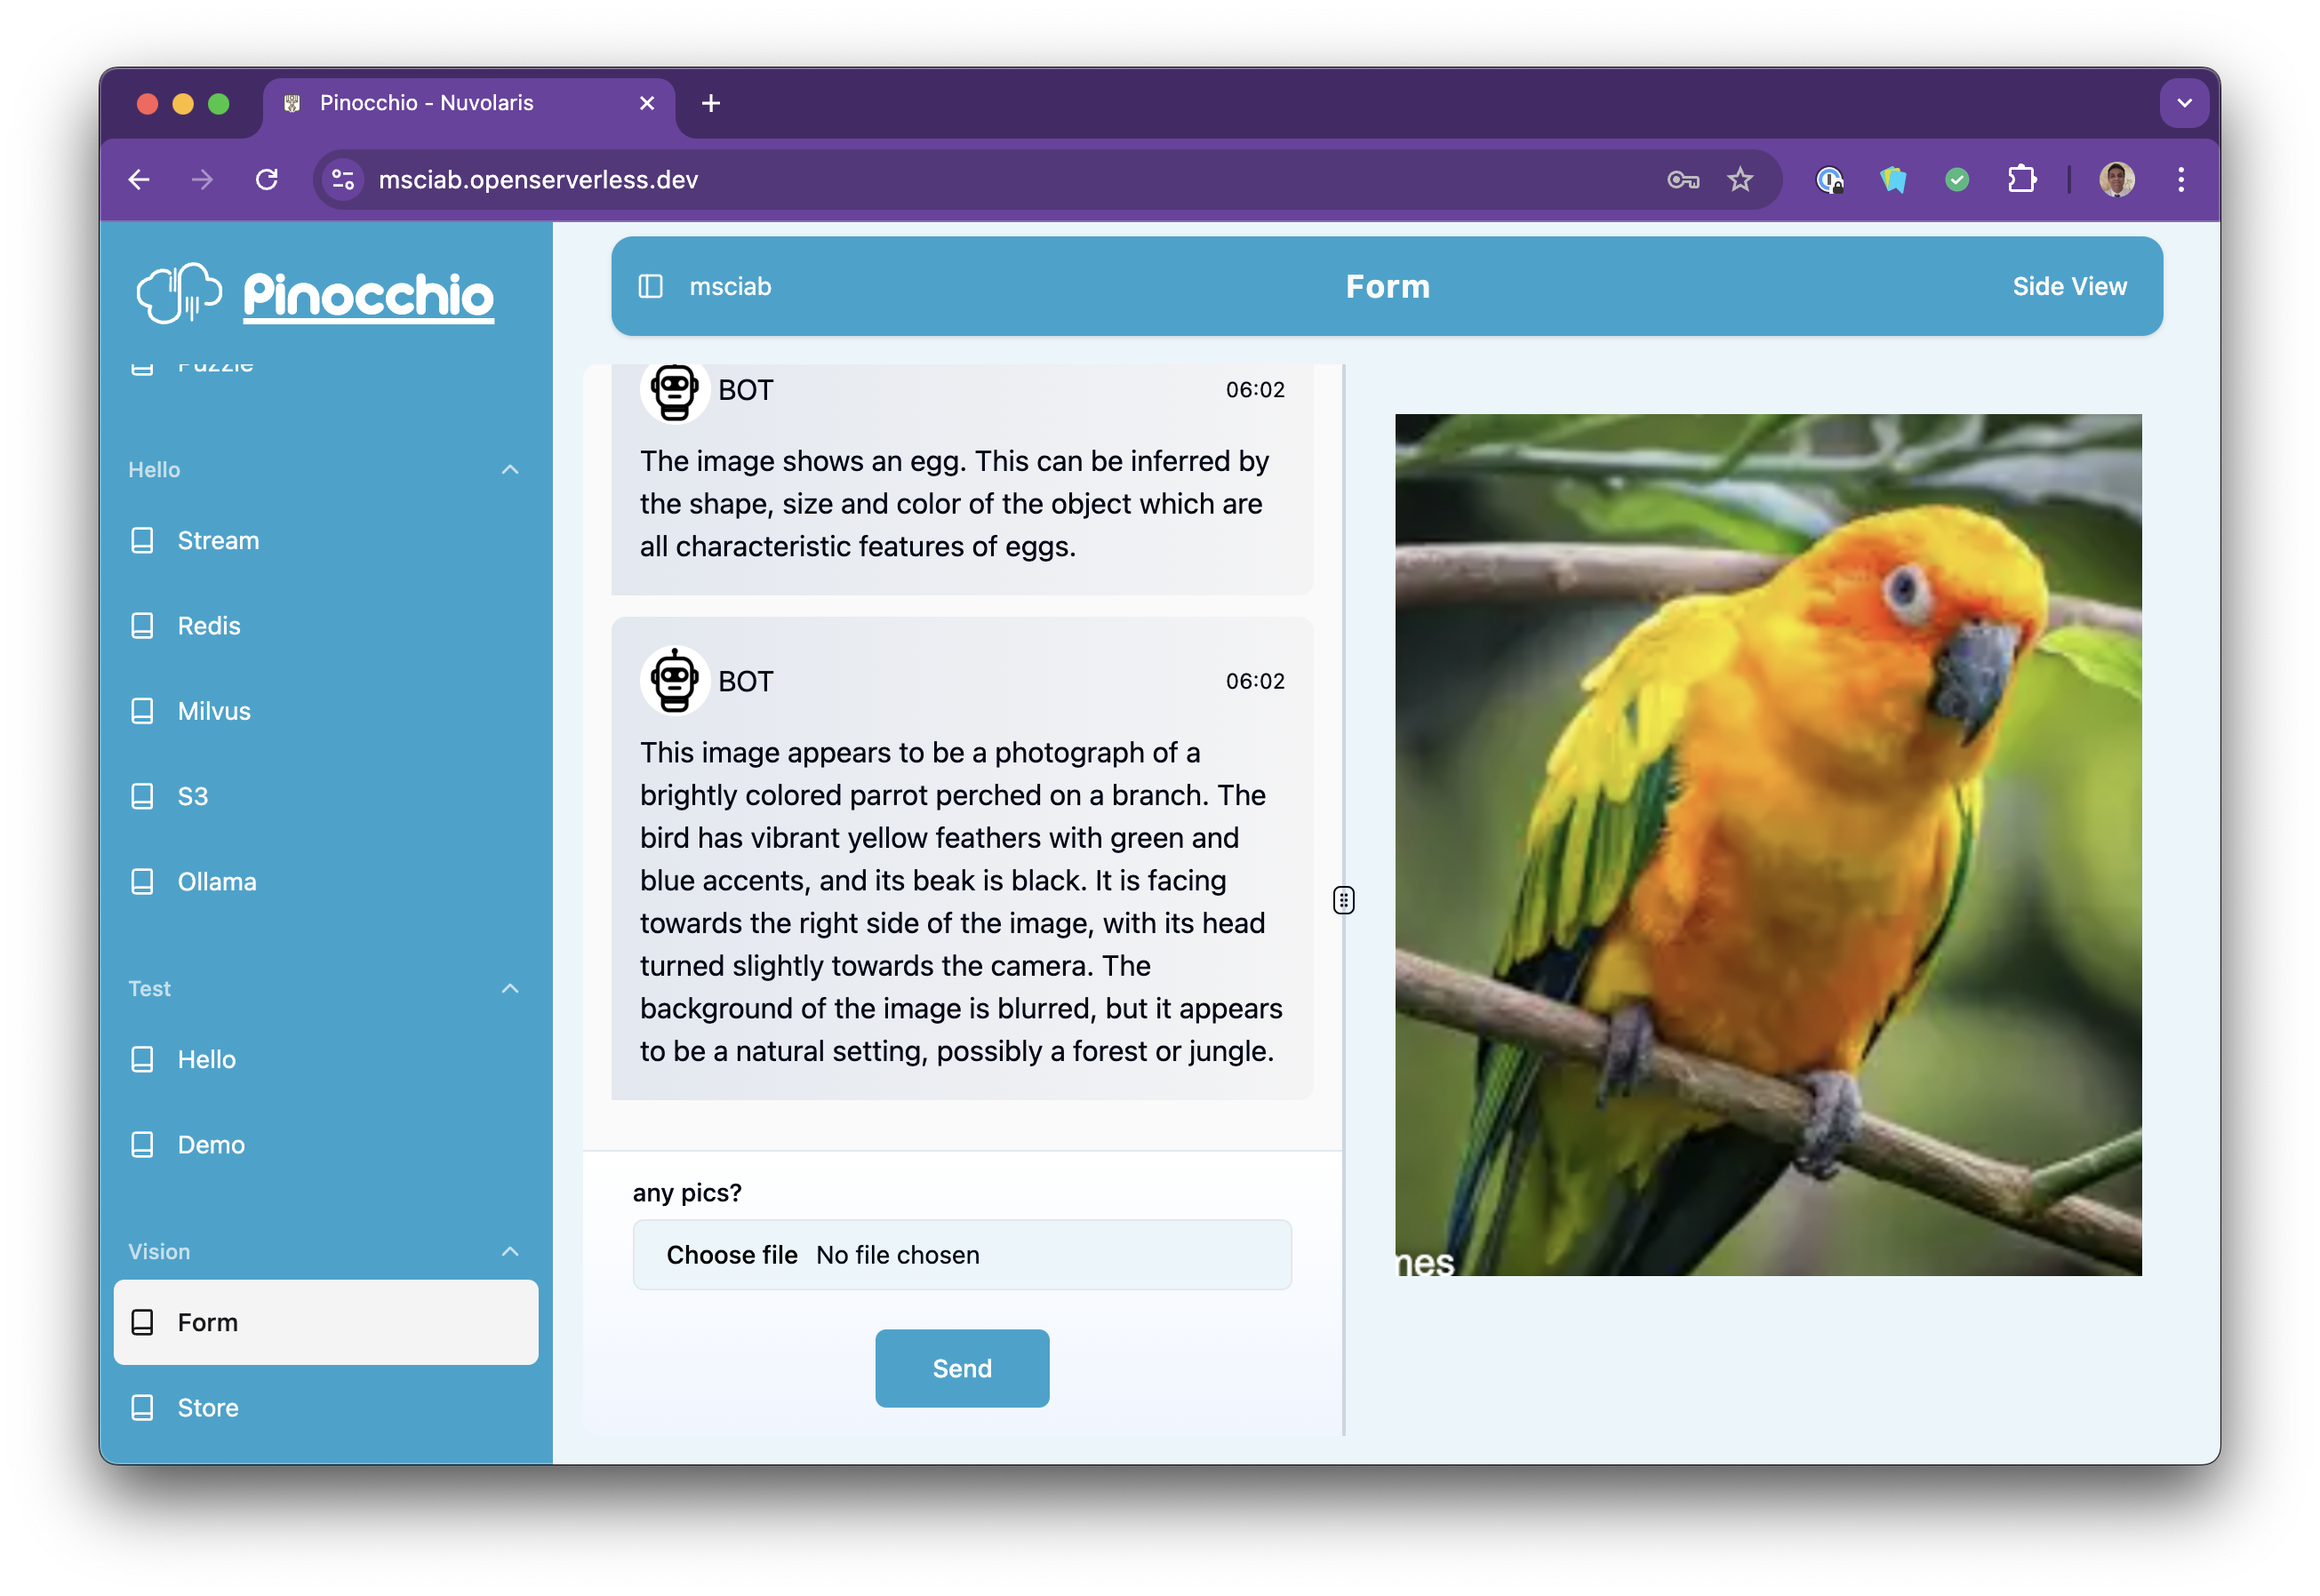 Pinocchio - Nuvolaris
msciab.openserverless.dev
Pinocchio
Puzzle
Hello
Stream
Redis
Milvus
S3
Ollama
Test
Hello
Demo
Vision
Form
Store
msciab
Form
Side View
BOT
06:02
The image shows an egg. This can be inferred by
the shape, size and color of the object which are
all characteristic features of eggs.
BOT
06:02
This image appears to be a photograph of a
brightly colored parrot perched on a branch. The
bird has vibrant yellow feathers with green and
blue accents, and its beak is black. It is facing
towards the right side of the image, with its head
turned slightly towards the camera. The
background of the image is blurred, but it appears
to be a natural setting, possibly a forest or jungle.
any pics?
Choose file No file chosen
Send
mes